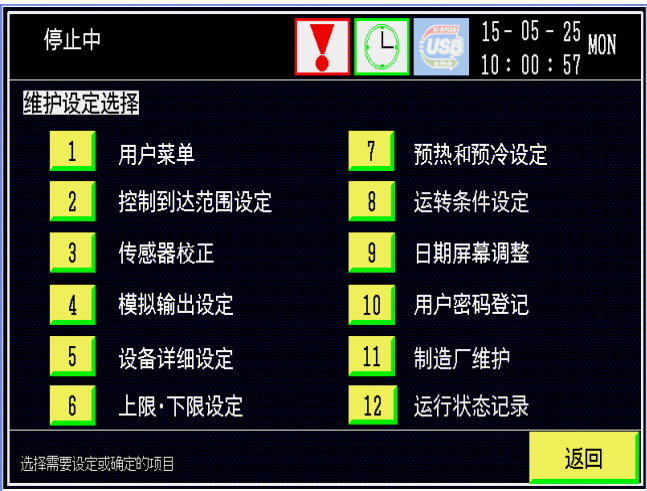 停止中
USB
15- 05 - 25 MON
10 : 00 : 57
维护设定选择
1 用户菜单
2 控制到达范围设定
3 传感器校正
4 模拟输出设定
5 设备详细设定
6 上限·下限设定
7 预热和预冷设定
8 运转条件设定
9 日期屏幕调整
10 用户密码登记
11 制造厂维护
12 运行状态记录
选择需要设定或确定的项目
返回